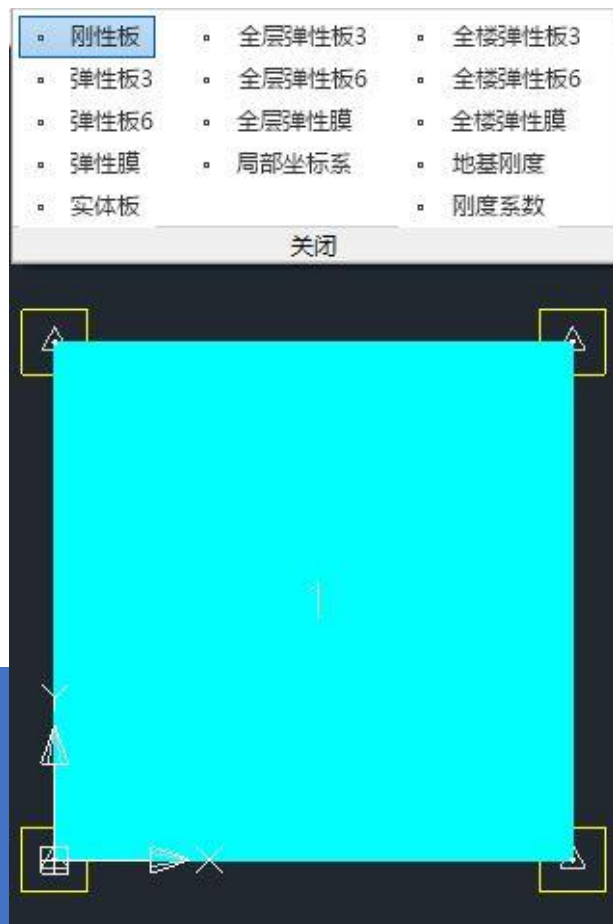 刚性板 全层弹性板3 全楼弹性板3
弹性板3 全层弹性板6 全楼弹性板6
弹性板6 全层弹性膜 全楼弹性膜
弹性膜 局部坐标系 地基刚度
实体板 刚度系数
关闭
1
Y
X